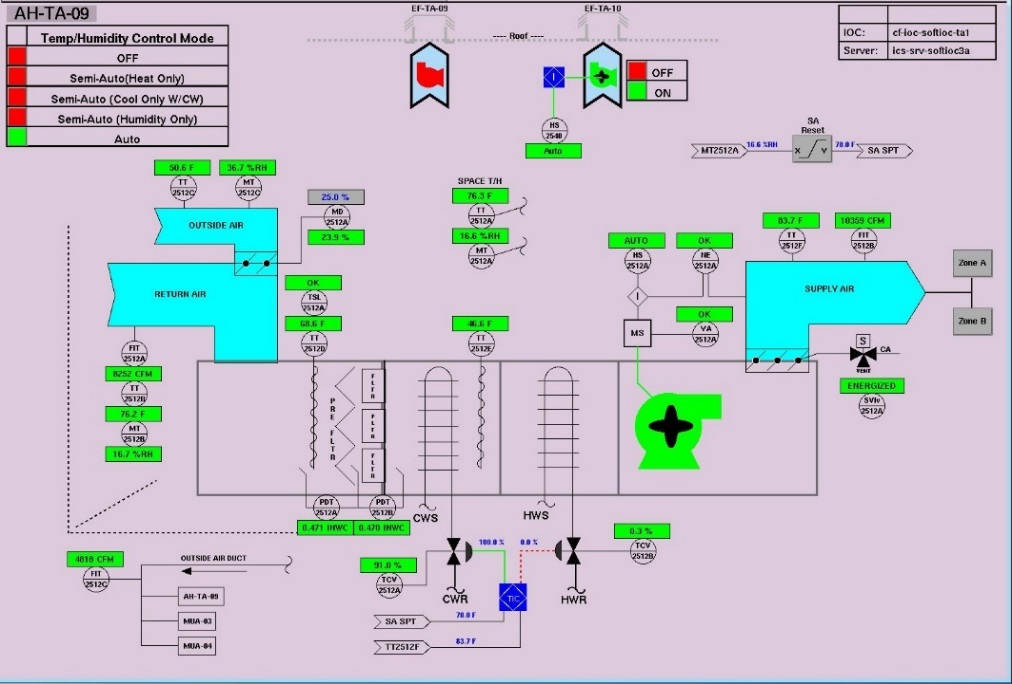 AH-TA-09
Temp/Humidity Control Mode
OFF
Semi-Auto(Heat Only)
Semi-Auto (Cool Only W/CW)
Semi-Auto (Humidity Only)
Auto
EF-TA-09
EF-TA-10
---- Roof ----
I
OFF
ON
HS
2540
Auto
IOC: cf-ioc-softioc-ta1
Server: ics-srv-softioc3a
SA
Reset
MT2512A
16.6 %RH
X Y
70.0 F
SA SPT
50.6 F
TT
2512C
36.7 %RH
MT
2512C
OUTSIDE AIR
25.0 %
MD
2512A
23.9 %
RETURN AIR
SPACE T/H
76.3 F
TT
2512A
16.6 %RH
MT
2512A
OK
TSL
2512A
68.6 F
TT
2512D
46.6 F
TT
2512E
AUTO
HS
2512A
OK
NE
2512A
I
MS
OK
YA
2512A
83.7 F
TT
2512F
10359 CFM
FIT
2512B
SUPPLY AIR
Zone A
Zone B
S
CA
VENT
ENERGIZED
SVlv
2512A
FIT
2512A
8252 CFM
TT
2512B
76.2 F
MT
2512B
16.7 %RH
PRE FLTR
FLTR
FLTR
FLTR
PDT
2512A
PDT
2512B
0.471 INWC
0.470 INWC
CWS
HWS
100.0 %
0.0 %
91.0 %
TCV
2512A
CWR
TIC
HWR
0.3 %
TCV
2512B
SA SPT
70.0 F
TT2512F
83.7 F
4818 CFM
FIT
2512C
OUTSIDE AIR DUCT
AH-TA-09
MUA-03
MUA-04